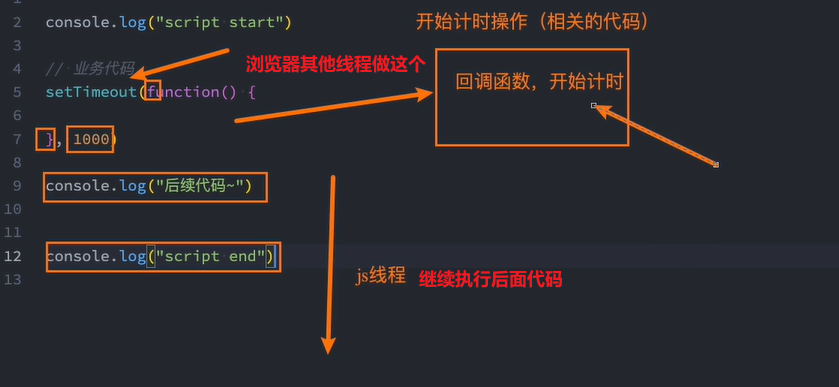 1
2 console.log("script start")
开始计时操作（相关的代码）
3
4 // 业务代码
浏览器其他线程做这个
5 setTimeout(function() {
回调函数，开始计时
6
7 }, 1000)
8
9 console.log("后续代码~")
10
11
12 console.log("script end")
js线程 继续执行后面代码
13